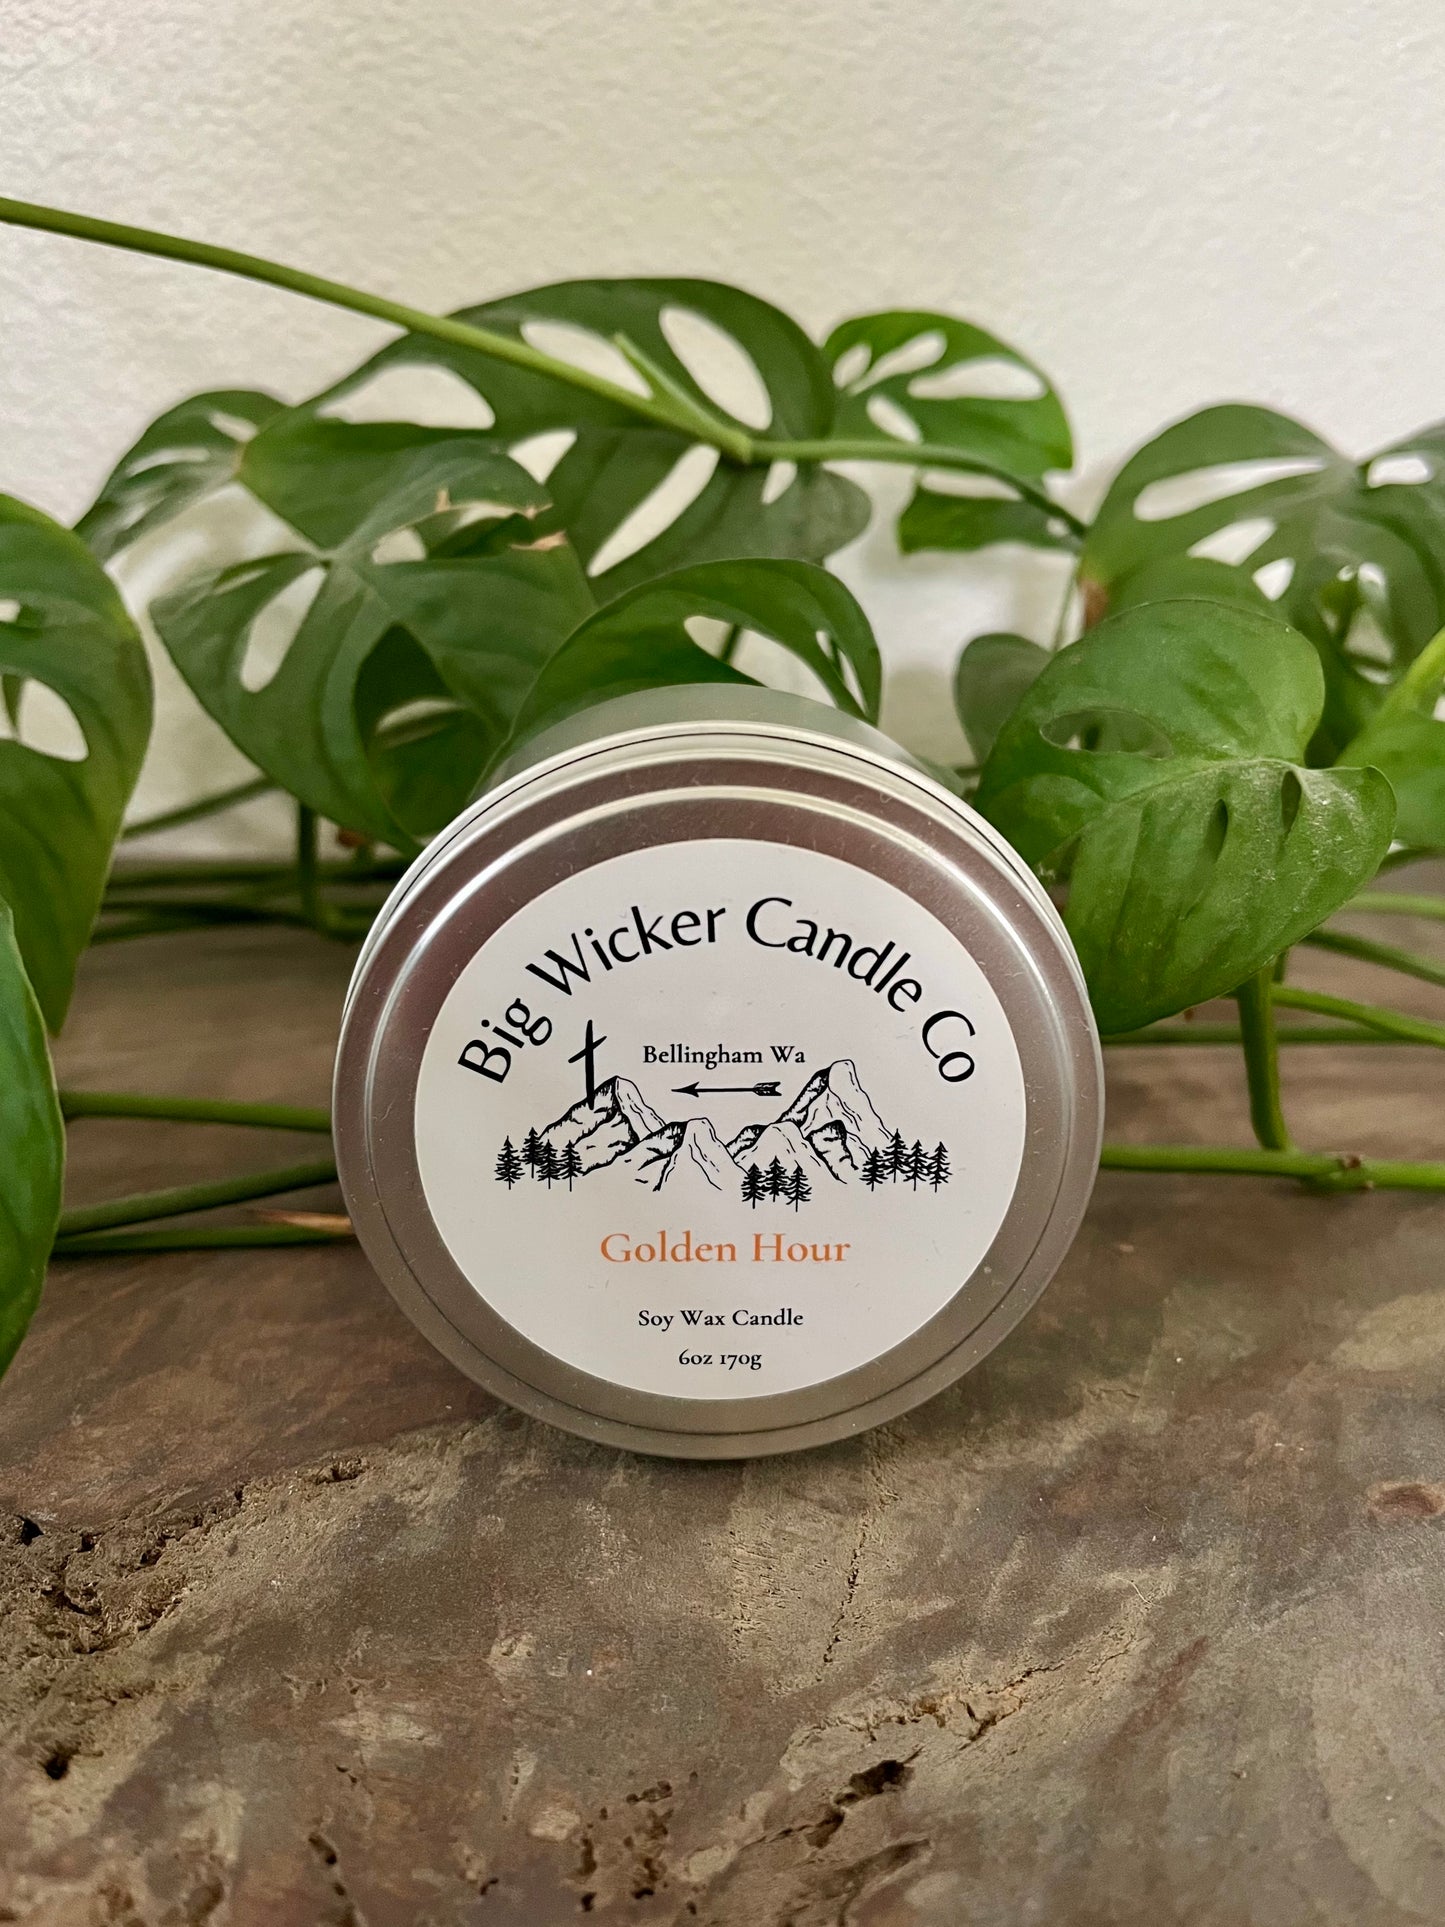 Big Wicker Candle Co
Bellingham Wa
Golden Hour
Soy Wax Candle
6oz 170g